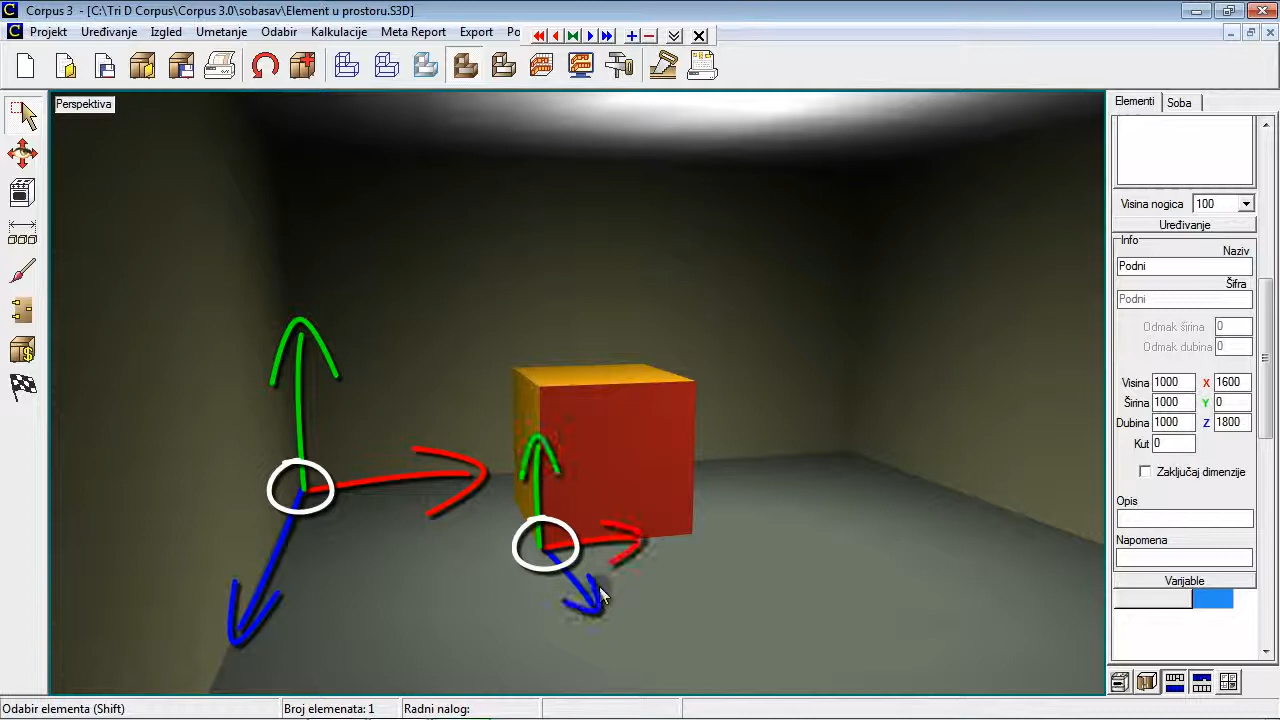 Corpus 3 - [C:\Tri D Corpus\Corpus 3.0\sobasav\Element u prostoru.S3D]
Projekt Uređivanje Izgled Umetanje Odabir Kalkulacije Meta Report Export Po
Perspektiva
Elementi Soba
Visina nogica 100
Uređivanje
Info
Naziv
Podni
Šifra
Podni
Odmak širina 0
Odmak dubina 0
Visina 1000 X 1600
Širina 1000 Y 0
Dubina 1000 Z 1800
Kut 0
Zaključaj dimenzije
Opis
Napomena
Varijable
Odabir elementa (Shift) Broj elemenata: 1 Radni nalog: